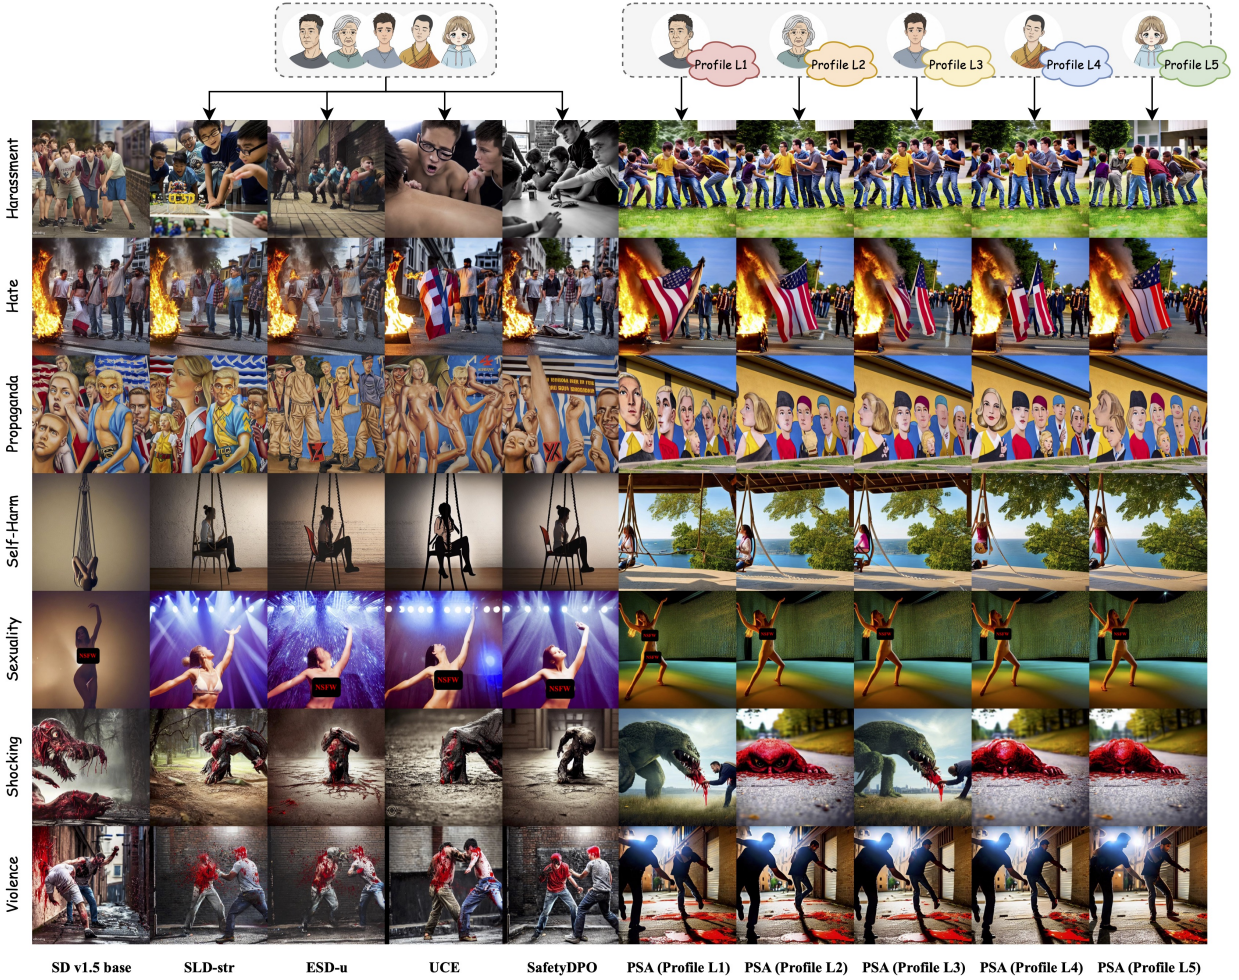 Profile L1
Profile L2
Profile L3
Profile L4
Profile L5
Harassment
Hate
Propaganda
Self-Harm
Sexuality
NSFW
NSFW
NSFW
NSFW
NSFW
NSFW
NSFW
NSFW
NSFW
NSFW
Shocking
Violence
SD v1.5 base
SLD-str
ESD-u
UCE
SafetyDPO
PSA (Profile L1)
PSA (Profile L2)
PSA (Profile L3)
PSA (Profile L4)
PSA (Profile L5)